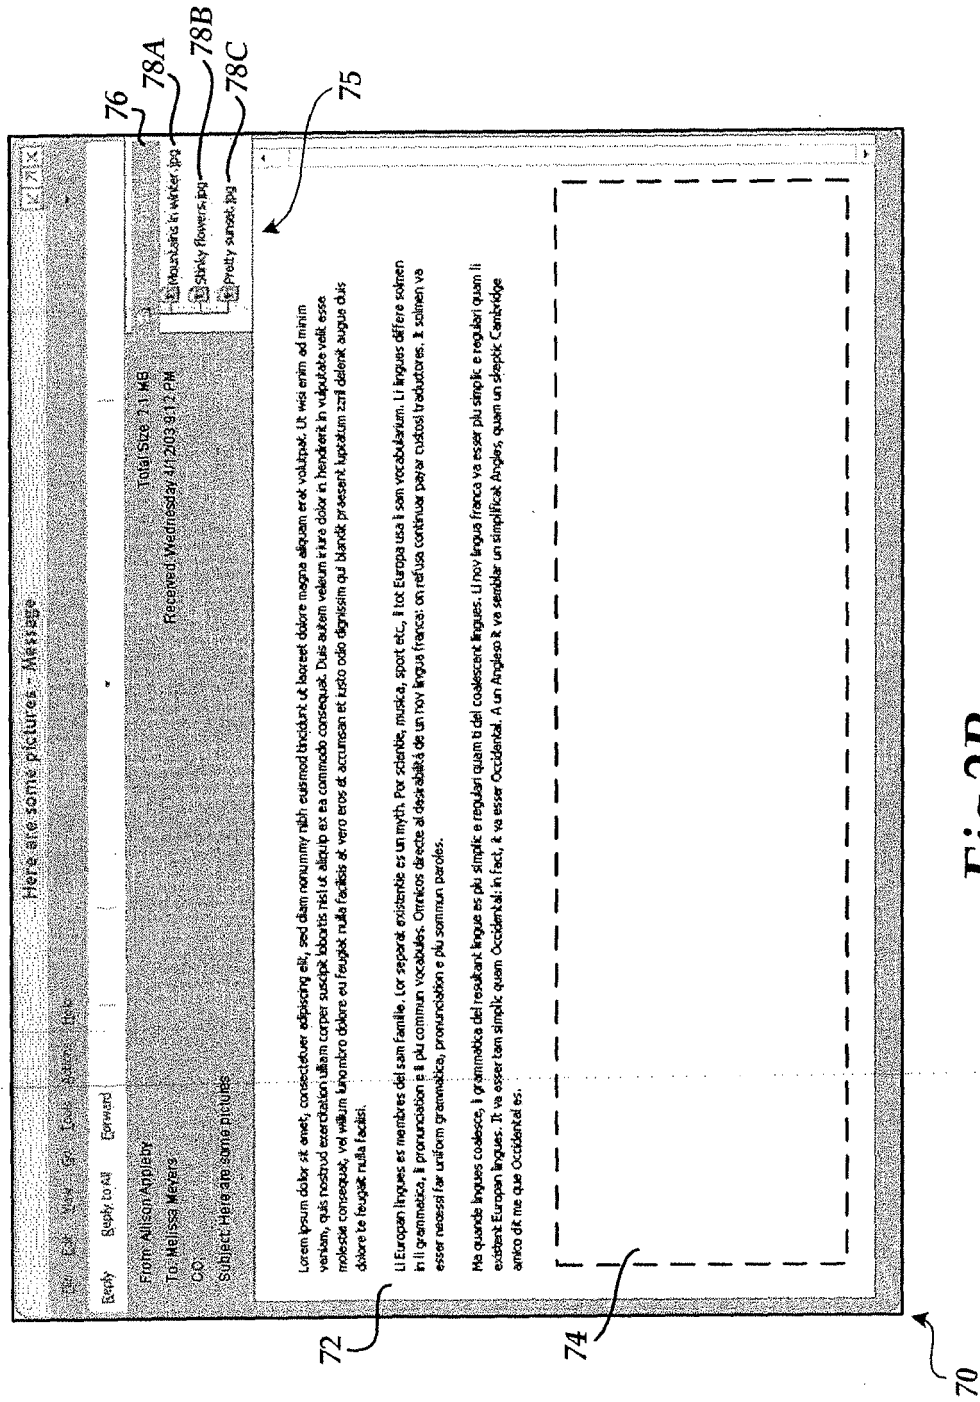 Here are some pictures - Message
File Edit View Go Tools Actions Help
Reply Reply to All Forward
From: Allison Appleby
Total Size: 2.1 MB
To: Melissa Meyers
Received: Wednesday 4/12/03 9:12 PM
CC:
Subject: Here are some pictures
Mountains in winter.jpg
Stinky flowers.jpg
Pretty sunset.jpg
76
78A
78B
78C
75
Lorem ipsum dolor sit amet, consectetuer adipiscing elit, sed diam nonummy nibh euismod tincidunt ut laoreet dolore magna aliquam erat volutpat. Ut wisi enim ad minim
veniam, quis nostrud exercitation ulliam corper suscipit lobortis nisl ut aliquip ex ea commodo consequat. Duis autem veleum iriure dolor in hendrerit in vulputate velit esse
molestie consequat, vel willum lunombro dolore eu feugiat nulla facilisis at vero eros et accumsan et iusto odio dignissim qui blandit praesent luptatum zzril delenit augue duis
dolore te feugait nulla facilisi.
Li Europan lingues es membres del sam familie. Lor separat existentie es un myth. Por scientie, musica, sport etc., li tot Europa usa li sam vocabularium. Li lingues differe solmen
in li grammatica, li pronunciation e li plu commun vocabules. Omnicos directe al desirabilitá de un nov lingua franca: on refusa continuar payar custosi traductores. It solmen va
esser necessi far uniform grammatica, pronunciation e plu sommun paroles.
Ma quande lingues coalesce, li grammatica del resultant lingue es plu simplic e regulari quam ti del coalescent lingues. Li nov lingua franca va esser plu simplic e regulari quam li
existent Europan lingues. It va esser tam simplic quam Occidental: in fact, it va esser Occidental. A un Angleso it va semblar un simplificat Angles, quam un skeptic Cambridge
amico dit me que Occidental es.
72
74
70